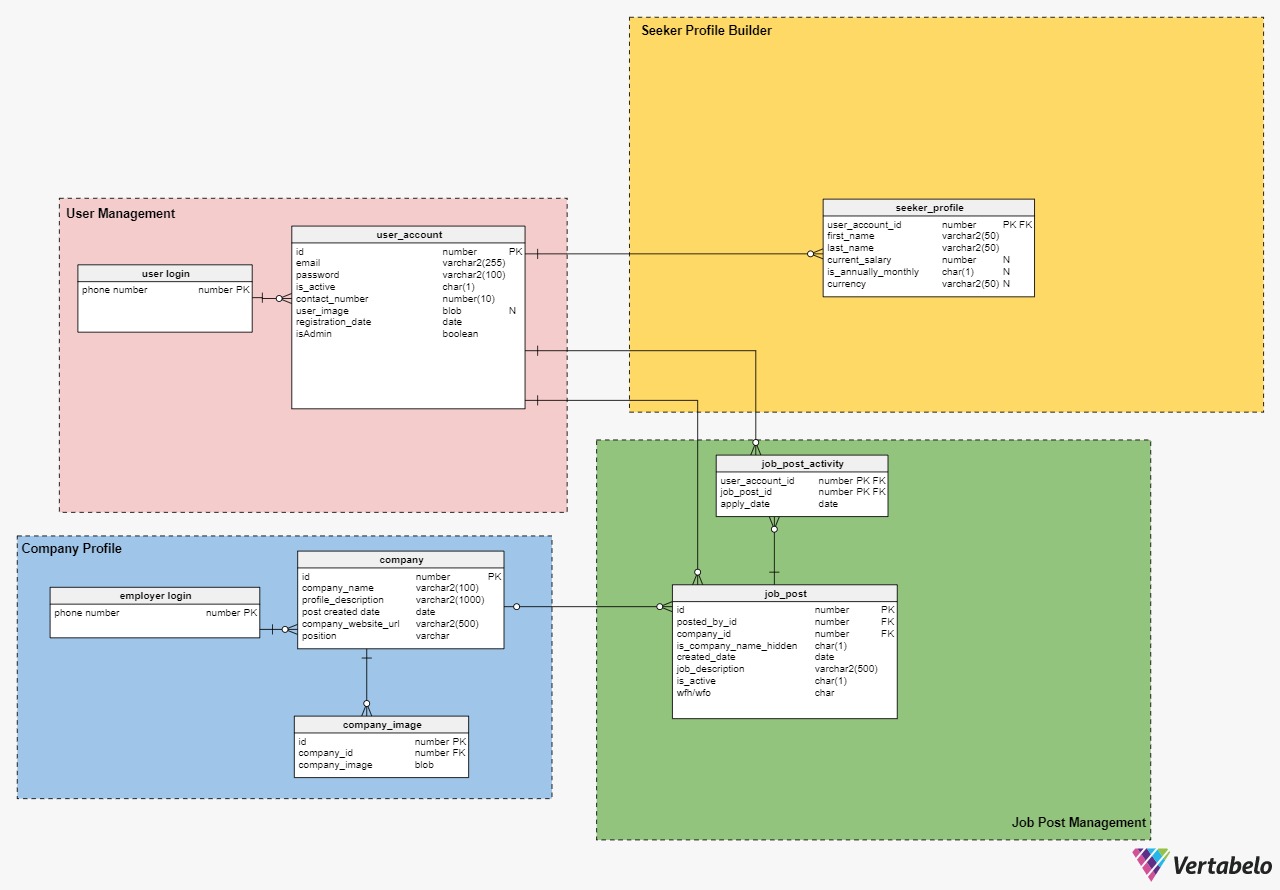 Seeker Profile Builder
seeker_profile
user_account_id number PK FK
first_name varchar2(50)
last_name varchar2(50)
current_salary number N
is_annually_monthly char(1) N
currency varchar2(50) N
User Management
user_account
id number PK
email varchar2(255)
password varchar2(100)
is_active char(1)
contact_number number(10)
user_image blob N
registration_date date
isAdmin boolean
user login
phone number number PK
job_post_activity
user_account_id number PK FK
job_post_id number PK FK
apply_date date
Company Profile
company
id number PK
company_name varchar2(100)
profile_description varchar2(1000)
post created date date
company_website_url varchar2(500)
position varchar
employer login
phone number number PK
job_post
id number PK
posted_by_id number FK
company_id number FK
is_company_name_hidden char(1)
created_date date
job_description varchar2(500)
is_active char(1)
wfh/wfo char
company_image
id number PK
company_id number FK
company_image blob
Job Post Management
Vertabelo